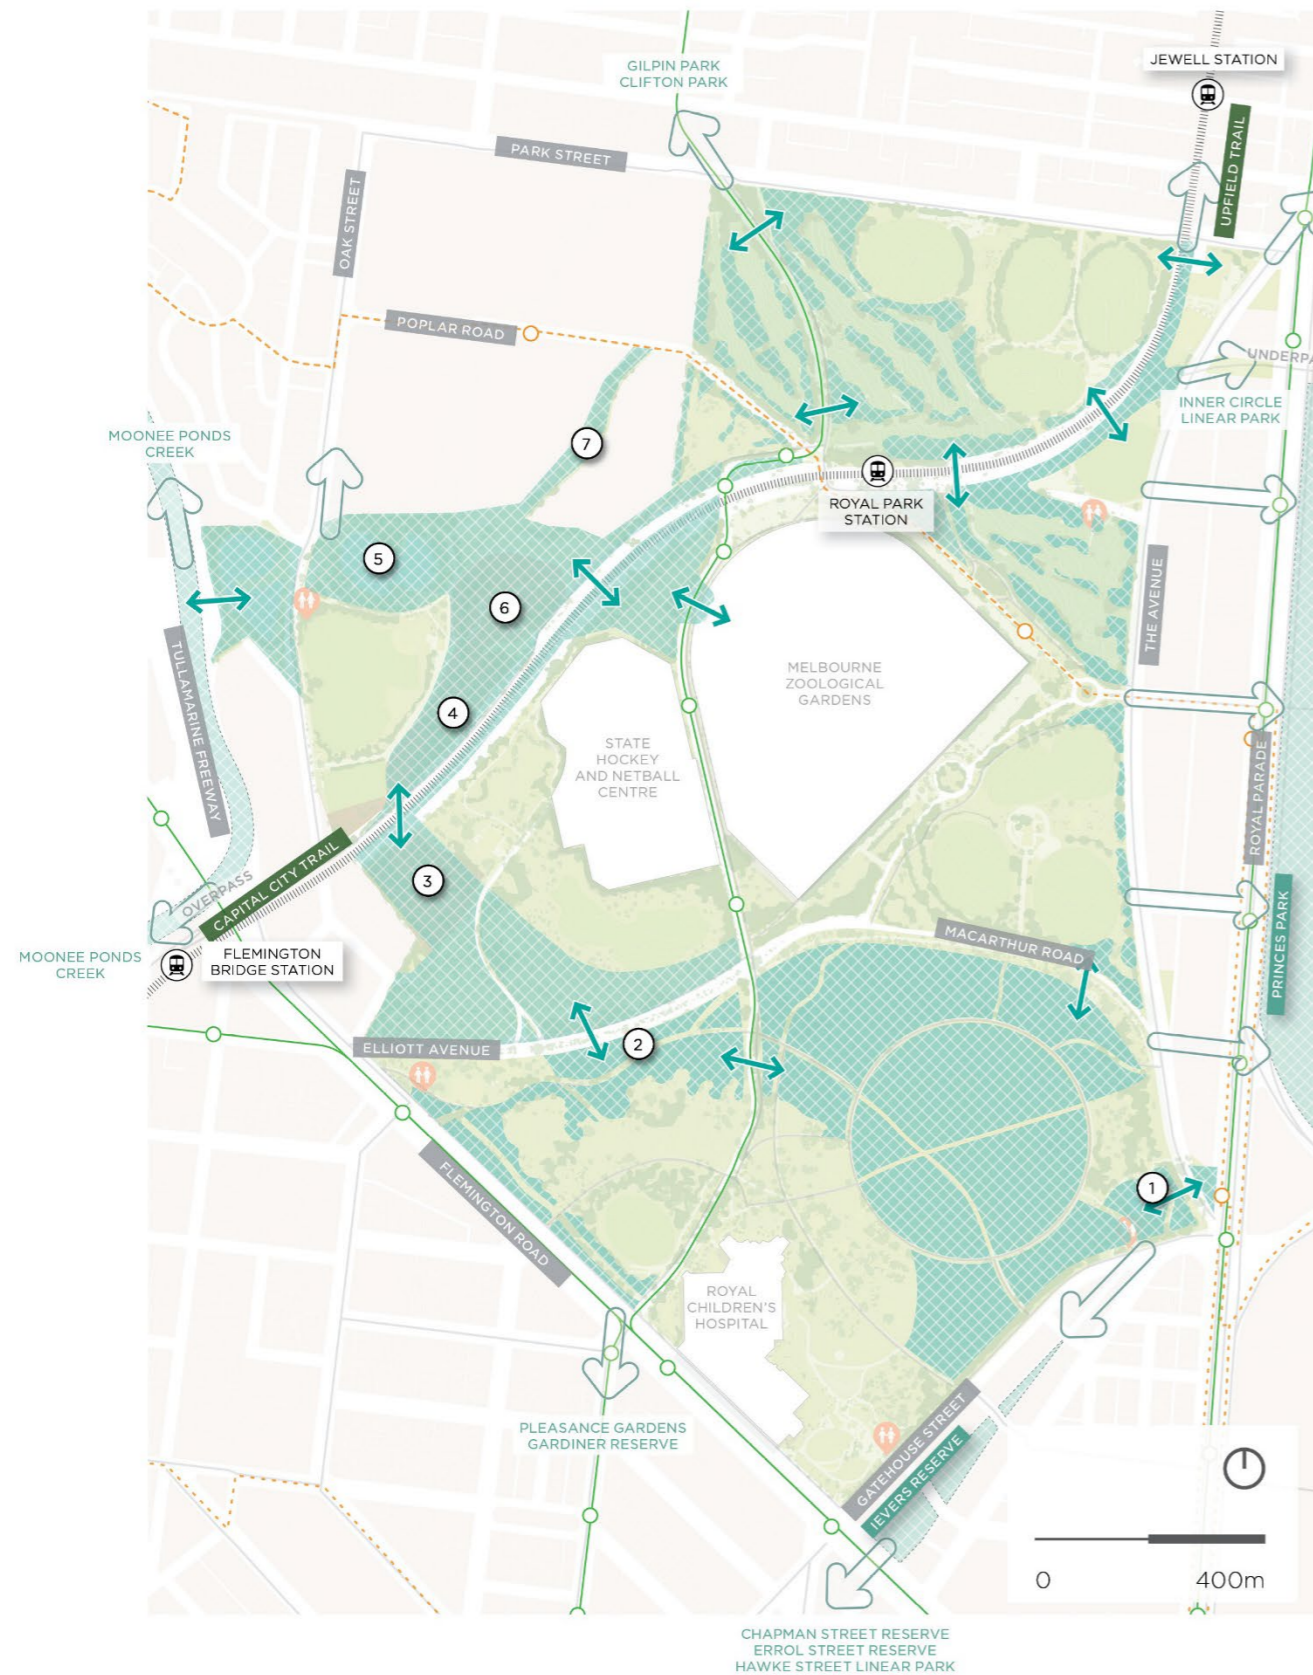 GILPIN PARK
CLIFTON PARK
JEWELL STATION
UPFIELD TRAIL
PARK STREET
OAK STREET
POPLAR ROAD
UNDERPA
INNER CIRCLE
LINEAR PARK
MOONEE PONDS
CREEK
7
ROYAL PARK
STATION
5
6
THE AVENUE
TULLAMARINE FREEWAY
MELBOURNE
ZOOLOGICAL
GARDENS
4
STATE
HOCKEY
AND NETBALL
CENTRE
ROYAL PARADE
OVERPASS
CAPITAL CITY TRAIL
3
MACARTHUR ROAD
PRINCES PARK
MOONEE PONDS
CREEK
FLEMINGTON
BRIDGE STATION
ELLIOTT AVENUE
2
FLEMINGTON ROAD
1
ROYAL
CHILDREN'S
HOSPITAL
PLEASANCE GARDENS
GARDINER RESERVE
GATEHOUSE STREET
IEVERS RESERVE
0
400m
CHAPMAN STREET RESERVE
ERROL STREET RESERVE
HAWKE STREET LINEAR PARK